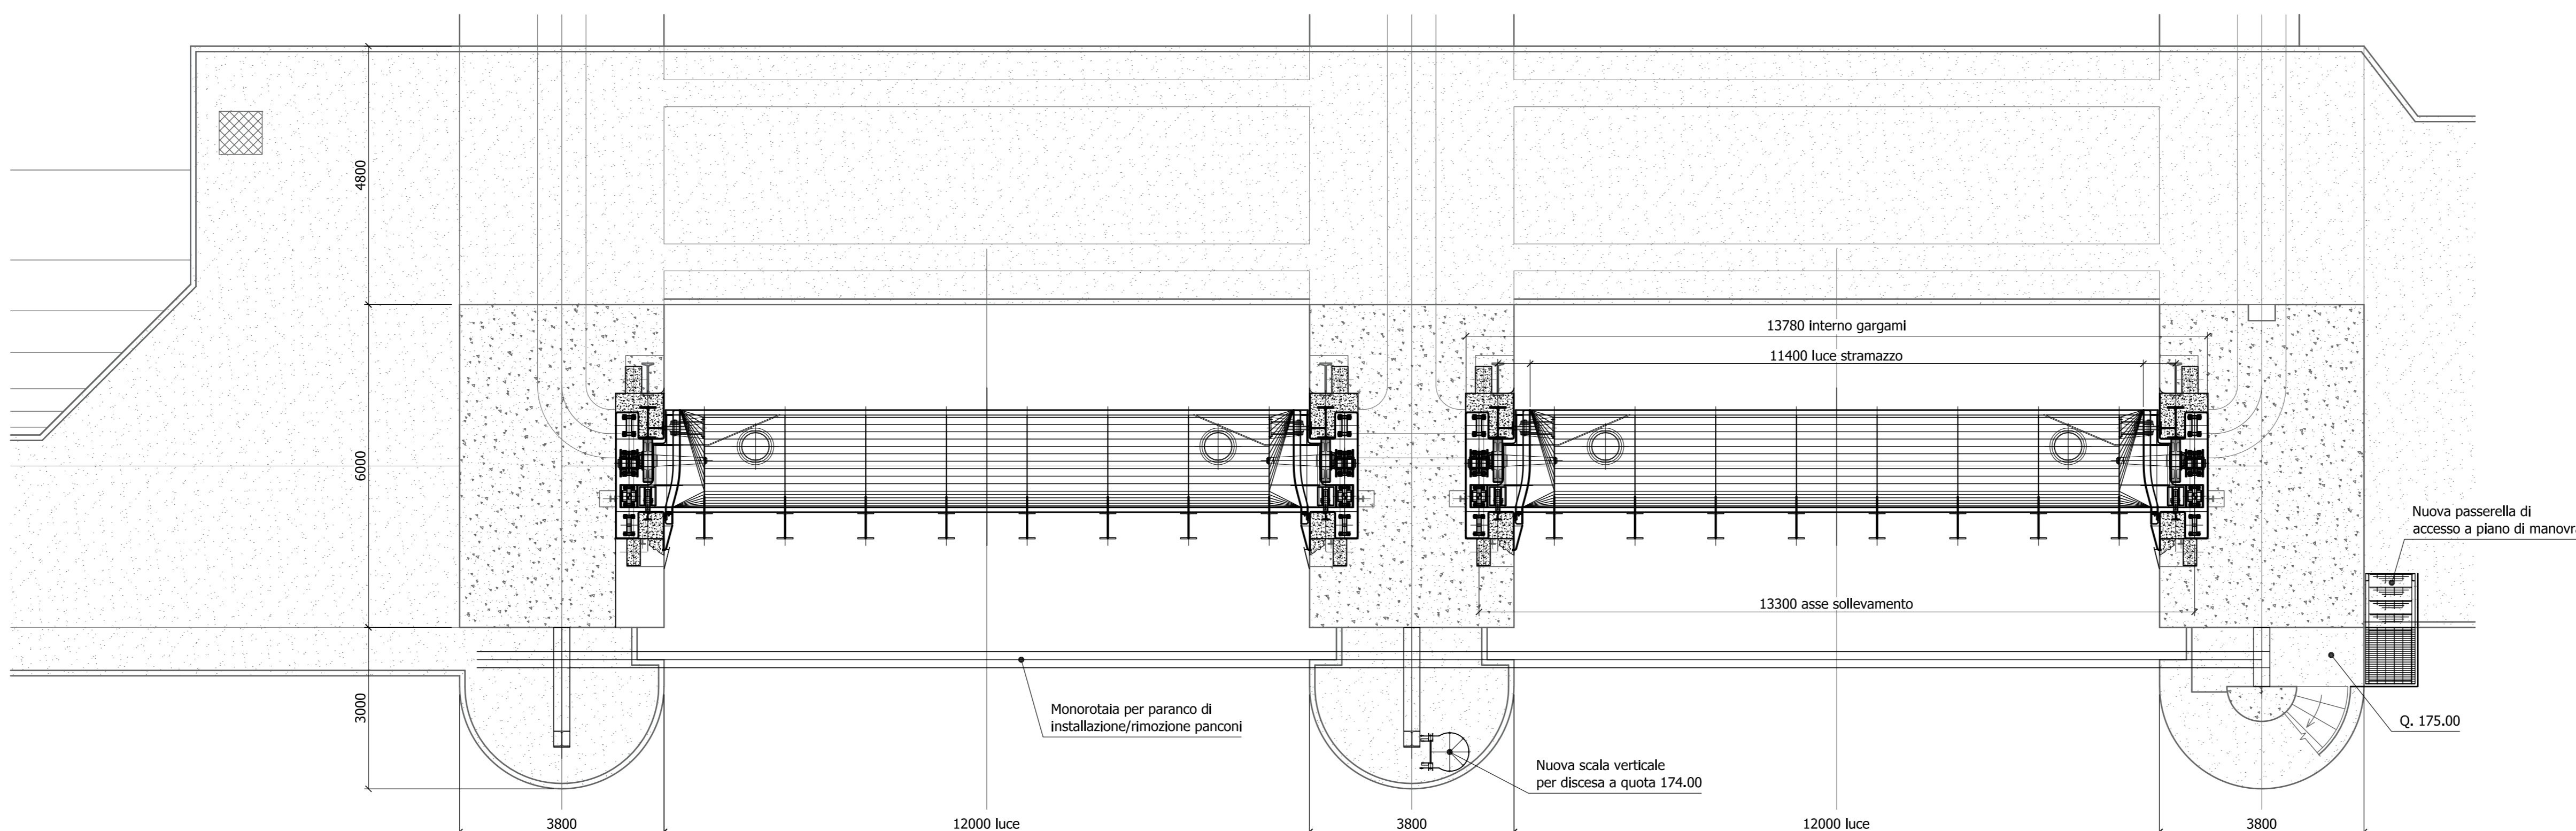 4800
13780 interno gargami
11400 luce stramazzo
6000
Nuova passerella di
accesso a piano di manovra
13300 asse sollevamento
3000
Monorotaia per paranco di
installazione/rimozione panconi
Q. 175.00
Nuova scala verticale
per discesa a quota 174.00
3800
12000 luce
3800
12000 luce
3800